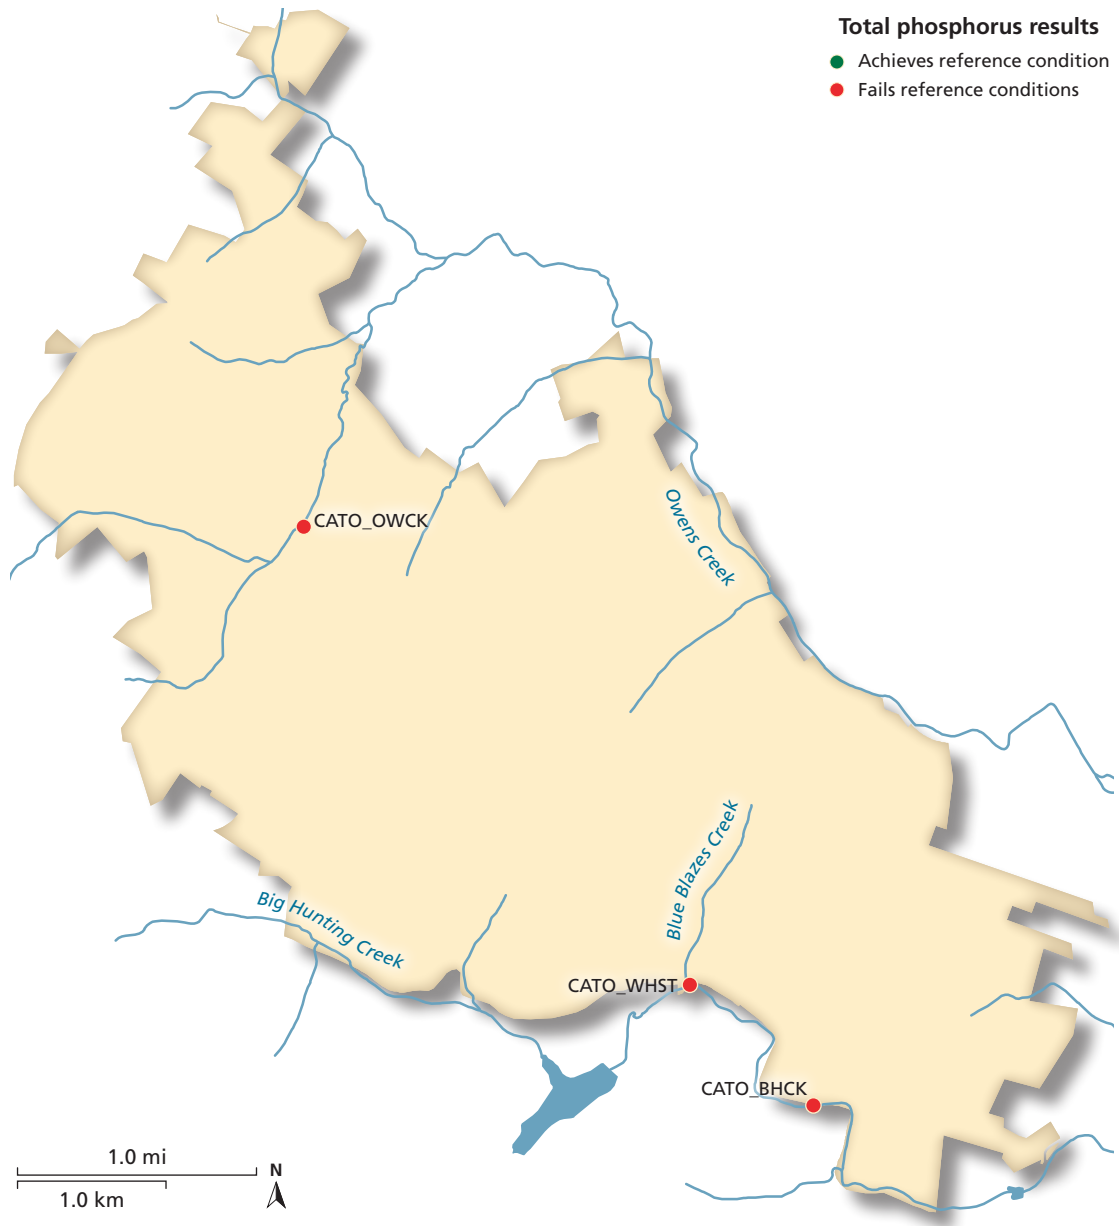 Total phosphorus results
Achieves reference condition
Fails reference conditions
CATO_OWCK
Owens Creek
Blue Blazes Creek
Big Hunting Creek
CATO_WHST
CATO_BHCK
1.0 mi
N
1.0 km